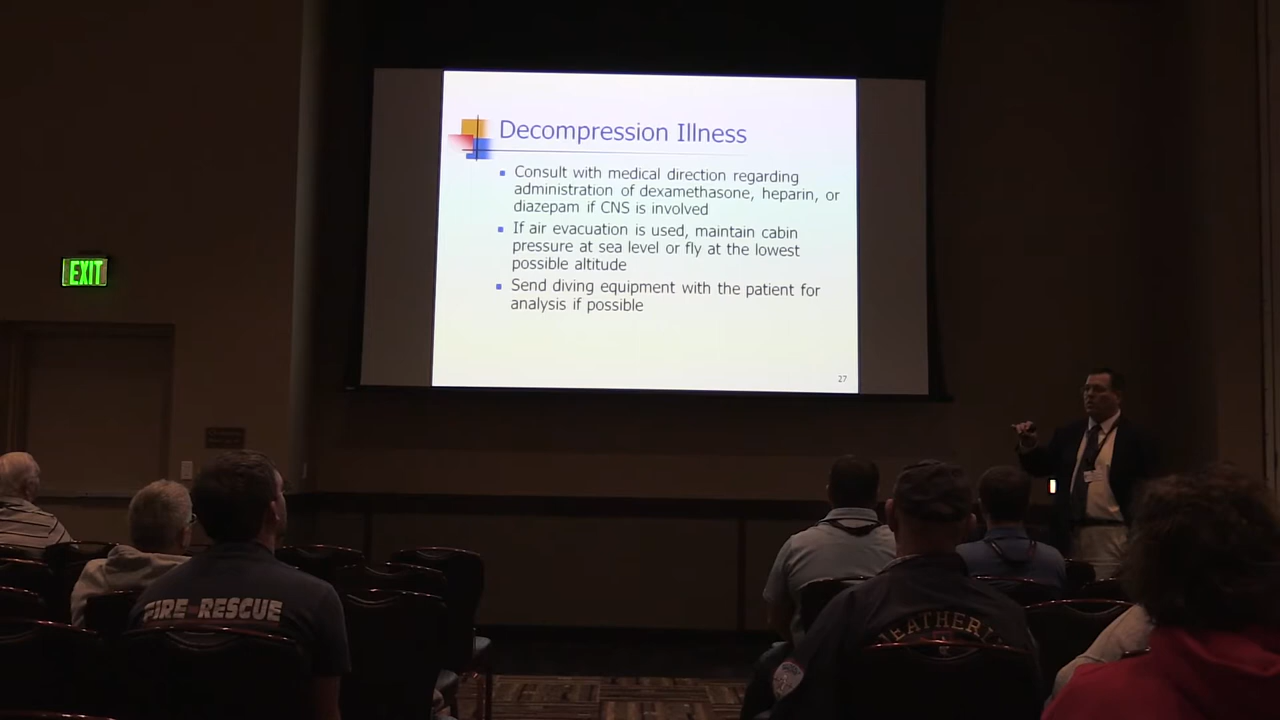 Decompression Illness
Consult with medical direction regarding
administration of dexamethasone, heparin, or
diazepam if CNS is involved
If air evacuation is used, maintain cabin
pressure at sea level or fly at the lowest
possible altitude
Send diving equipment with the patient for
analysis if possible
27
EXIT
FIRE RESCUE